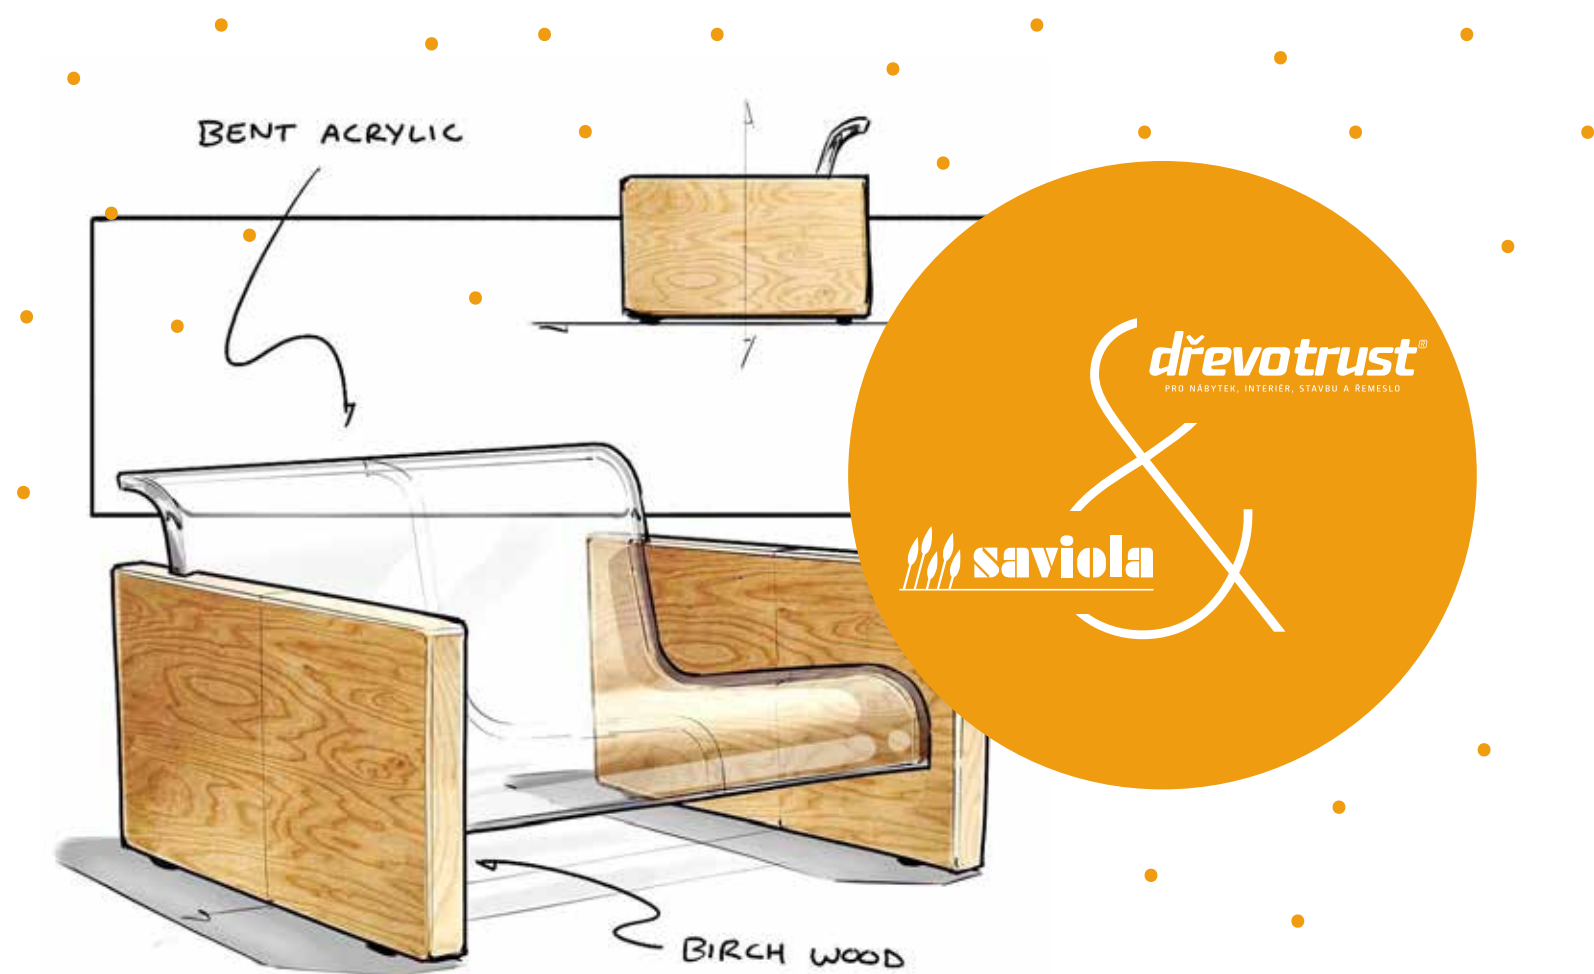 BENT ACRYLIC
dřevotrust®
PRO NÁBYTEK, INTERIÉR, STAVBU A ŘEMESLO
&
saviola
BIRCH WOOD